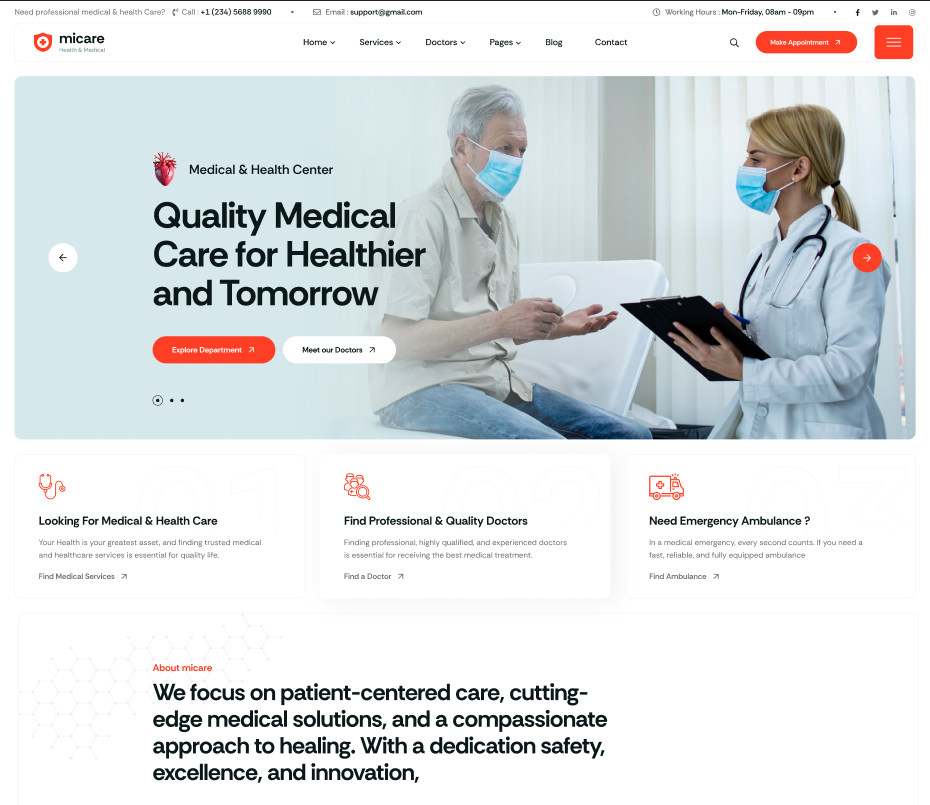 Need professional medical & health Care? Call : +1 (234) 5688 9990 • Email : support@gmail.com Working Hours : Mon-Friday, 08am - 09pm •
micare
Health & Medical
Home Services Doctors Pages Blog Contact
Make Appointment
Medical & Health Center
Quality Medical
Care for Healthier
and Tomorrow
Explore Department
Meet our Doctors
01
Looking For Medical & Health Care
Your Health is your greatest asset, and finding trusted medical
and healthcare services is essential for quality life.
Find Medical Services
02
Find Professional & Quality Doctors
Finding professional, highly qualified, and experienced doctors
is essential for receiving the best medical treatment.
Find a Doctor
03
Need Emergency Ambulance ?
In a medical emergency, every second counts. If you need a
fast, reliable, and fully equipped ambulance
Find Ambulance
About micare
We focus on patient-centered care, cutting-
edge medical solutions, and a compassionate
approach to healing. With a dedication safety,
excellence, and innovation,